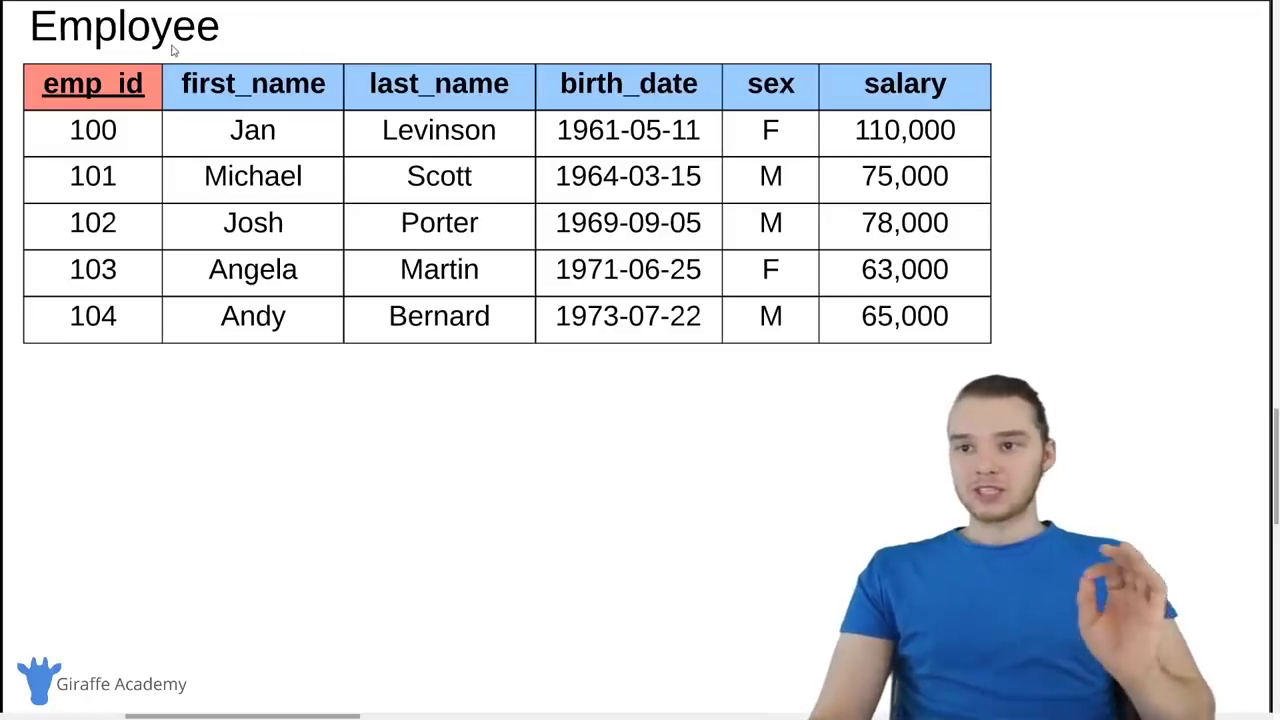 Employee
emp_id first_name last_name birth_date sex salary
100 Jan Levinson 1961-05-11 F 110,000
101 Michael Scott 1964-03-15 M 75,000
102 Josh Porter 1969-09-05 M 78,000
103 Angela Martin 1971-06-25 F 63,000
104 Andy Bernard 1973-07-22 M 65,000
Giraffe Academy